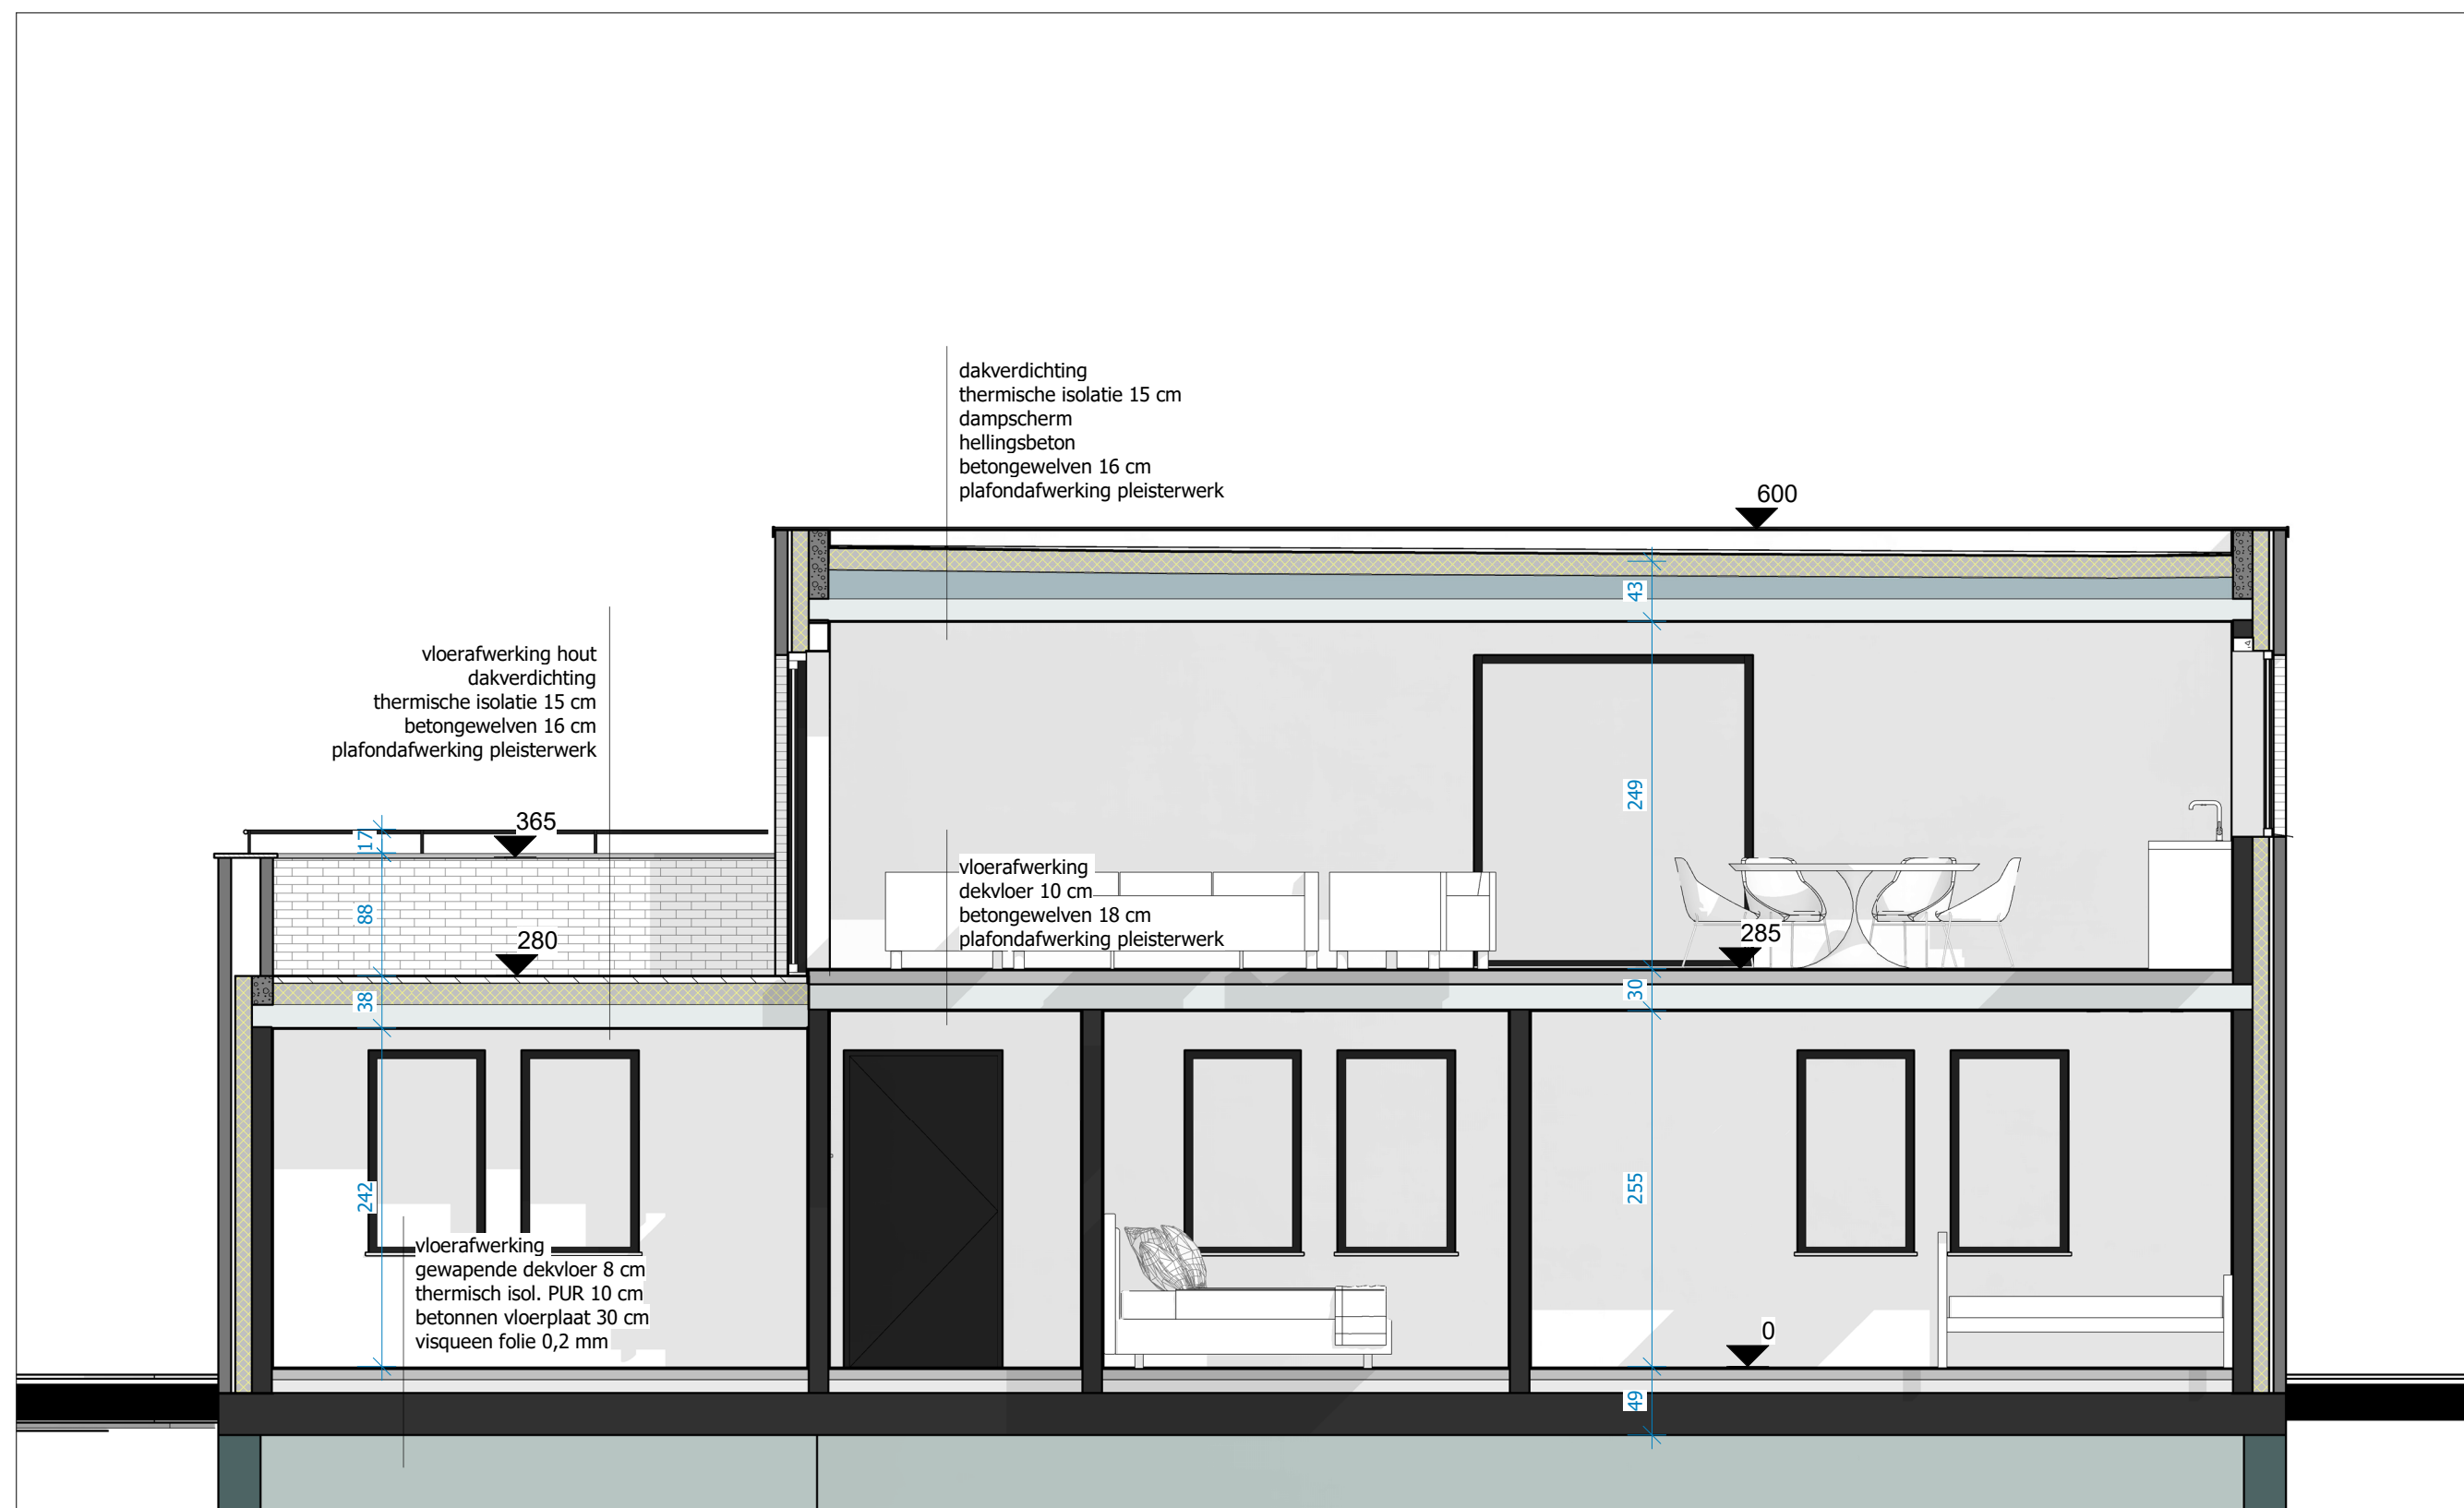 dakverdichting
thermische isolatie 15 cm
dampscherm
hellingsbeton
betongewelven 16 cm
plafondafwerking pleisterwerk
600
43
vloerafwerking hout
dakverdichting
thermische isolatie 15 cm
betongewelven 16 cm
plafondafwerking pleisterwerk
249
365
17
vloerafwerking
dekvloer 10 cm
betongewelven 18 cm
plafondafwerking pleisterwerk
88
280
285
38
30
242
255
vloerafwerking
gewapende dekvloer 8 cm
thermisch isol. PUR 10 cm
betonnen vloerplaat 30 cm
visqueen folie 0,2 mm
0
49